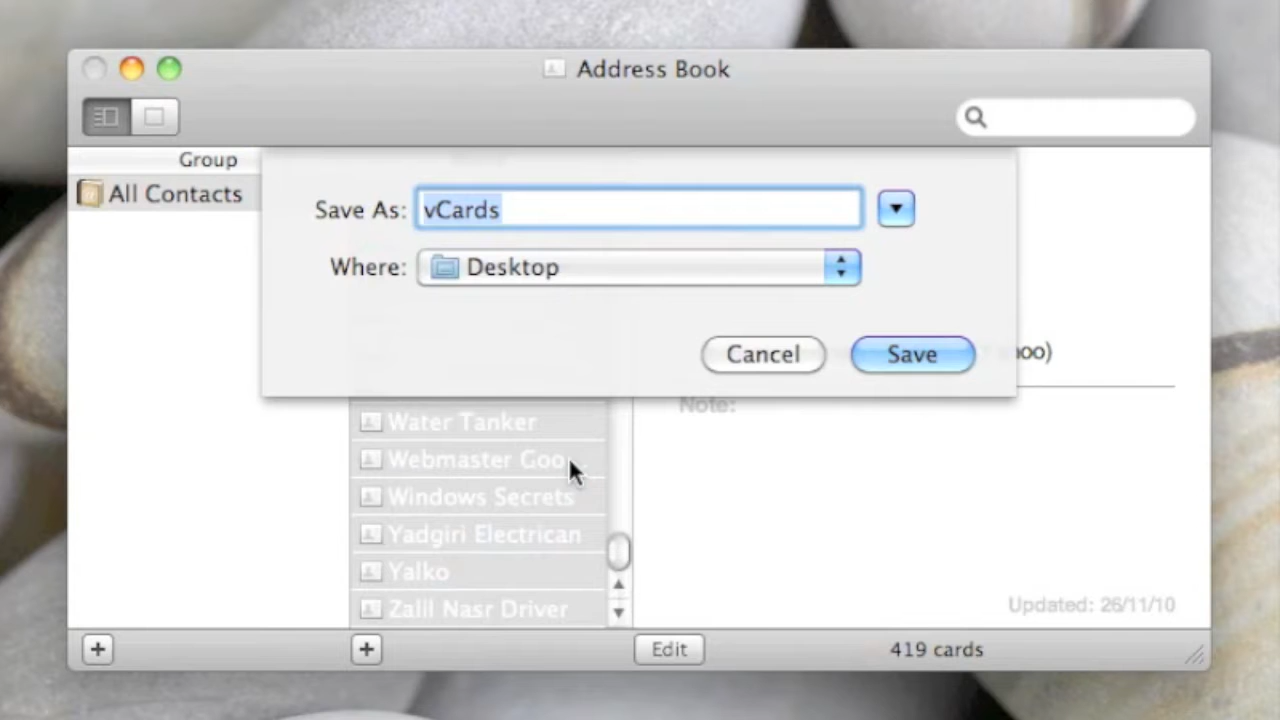 Address Book
Group
All Contacts
Save As: vCards
Where: Desktop
Cancel
Save
oo)
Note:
Water Tanker
Webmaster Goo
Windows Secrets
Yadgiri Electrican
Yalko
Zalil Nasr Driver
Updated: 26/11/10
+
+
Edit
419 cards